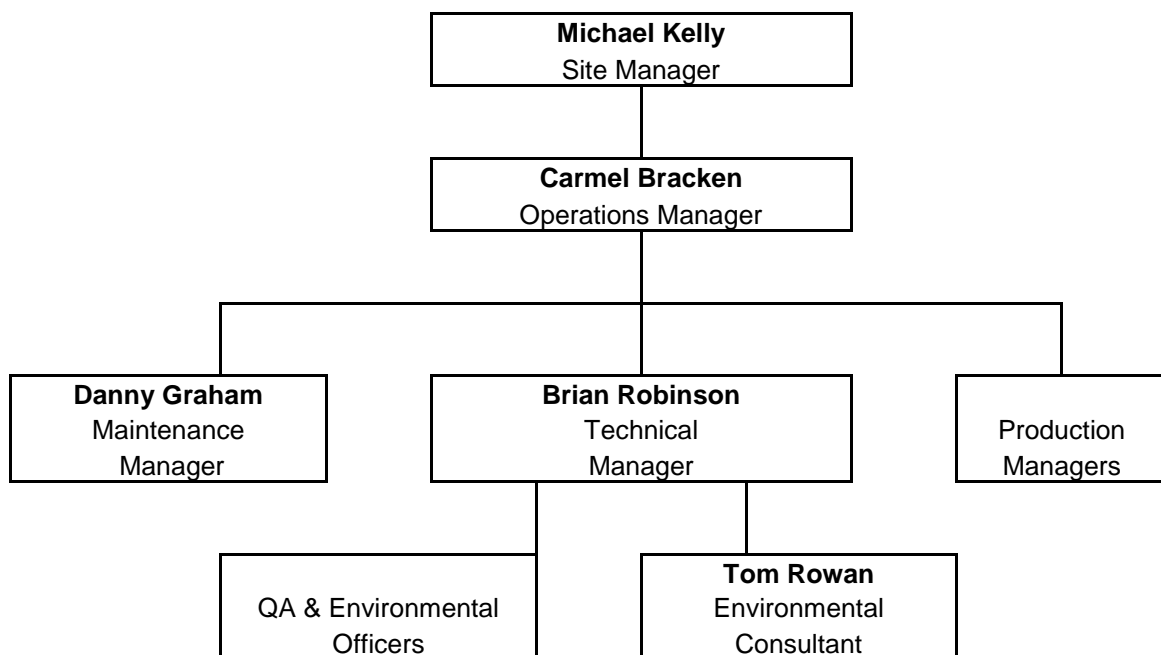 Michael Kelly
Site Manager
Carmel Bracken
Operations Manager
Danny Graham
Maintenance
Manager
Brian Robinson
Technical
Manager
Production
Managers
QA & Environmental
Officers
Tom Rowan
Environmental
Consultant